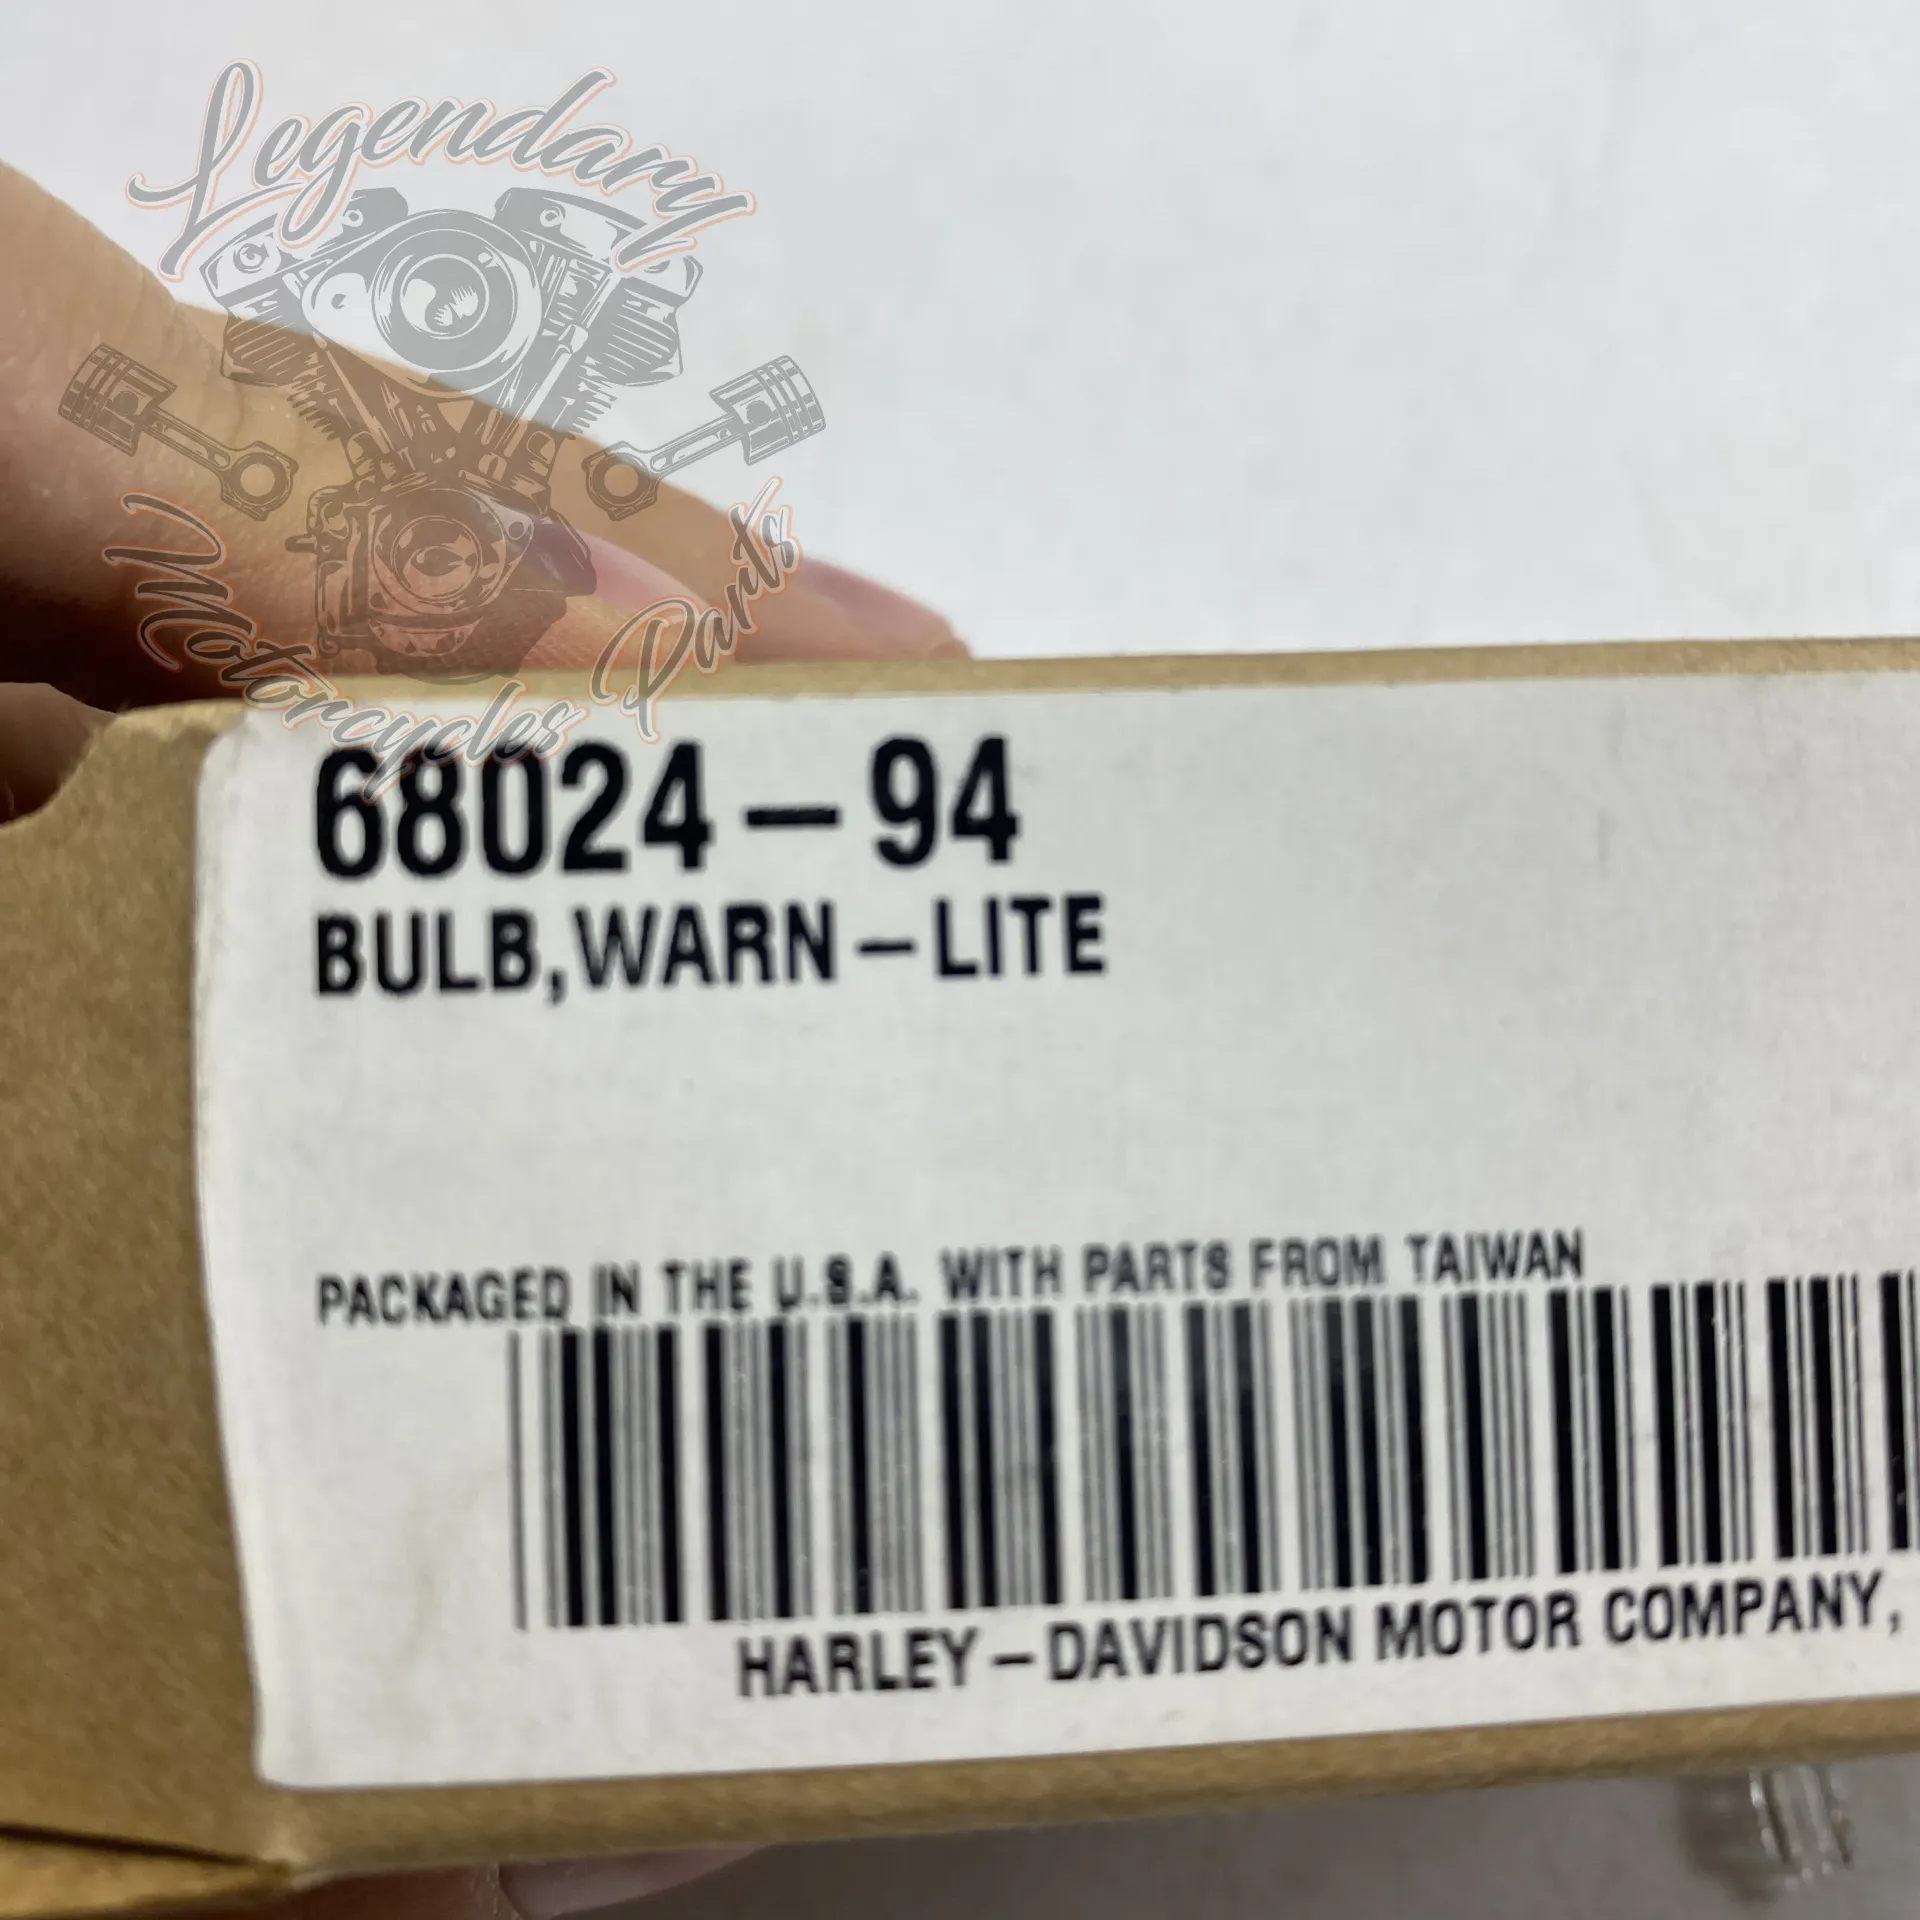 Legendary
Motorcycles Parts
68024-94
BULB,WARN-LITE
PACKAGED IN THE U.S.A. WITH PARTS FROM TAIWAN
HARLEY-DAVIDSON MOTOR COMPANY,